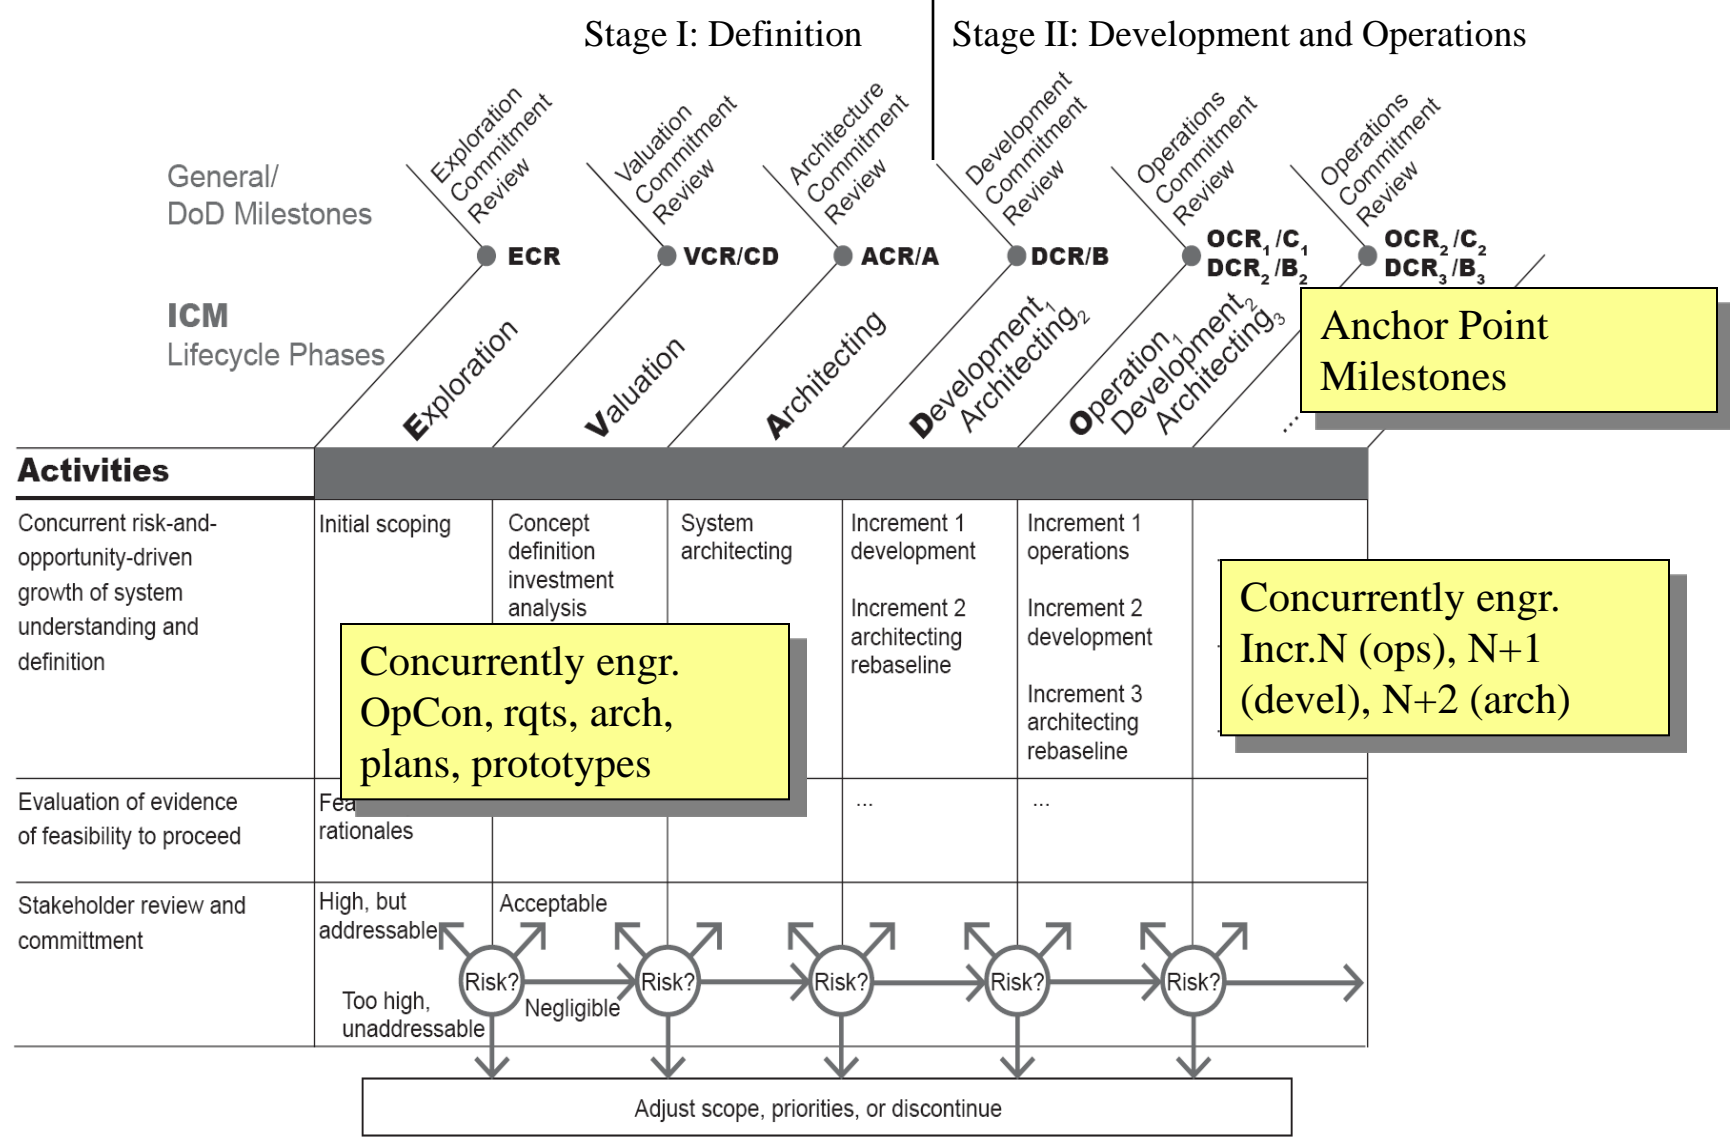 Stage I: Definition
Stage II: Development and Operations
General/
DoD Milestones
Exploration
Commitment
Review
Valuation
Commitment
Review
Architecture
Commitment
Review
Development
Commitment
Review
Operations
Commitment
Review
Operations
Commitment
Review
ECR
VCR/CD
ACR/A
DCR/B
OCR1/C1
DCR2/B2
OCR2/C2
DCR3/B3
ICM
Lifecycle Phases
Exploration
Valuation
Architecting
Development1
Architecting2
Operation1
Development2
Architecting3
...
Anchor Point
Milestones
Activities
Concurrent risk-and-
opportunity-driven
growth of system
understanding and
definition
Initial scoping
Concept
definition
investment
analysis
System
architecting
Increment 1
development
Increment 2
architecting
rebaseline
Increment 1
operations
Increment 2
development
Increment 3
architecting
rebaseline
Concurrently engr.
OpCon, rqts, arch,
plans, prototypes
Concurrently engr.
Incr.N (ops), N+1
(devel), N+2 (arch)
Evaluation of evidence
of feasibility to proceed
rationales
...
...
Stakeholder review and
committment
High, but
addressable
Acceptable
Too high,
unaddressable
Negligible
Risk?
Risk?
Risk?
Risk?
Risk?
Adjust scope, priorities, or discontinue